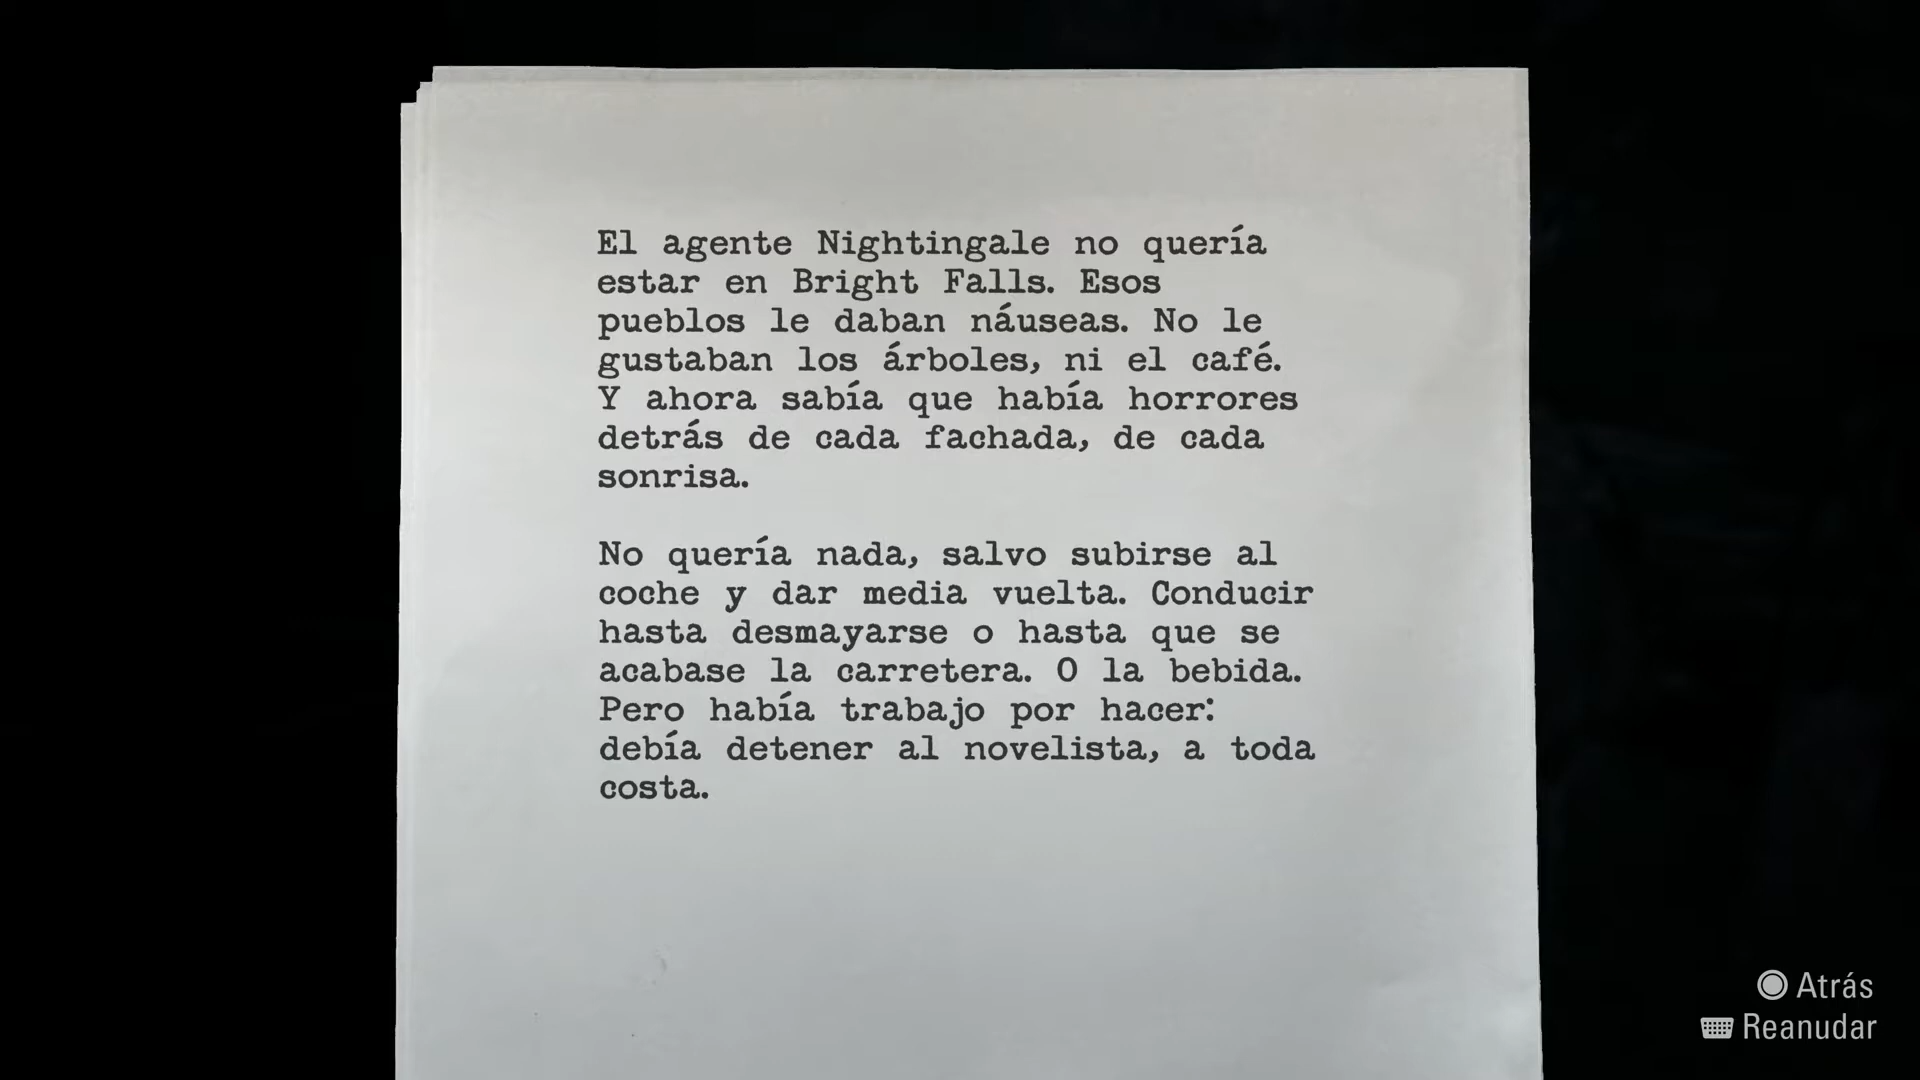 El agente Nightingale no quería
estar en Bright Falls. Esos
pueblos le daban náuseas. No le
gustaban los árboles, ni el café.
Y ahora sabía que había horrores
detrás de cada fachada, de cada
sonrisa.
No quería nada, salvo subirse al
coche y dar media vuelta. Conducir
hasta desmayarse o hasta que se
acabase la carretera. O la bebida.
Pero había trabajo por hacer:
debía detener al novelista, a toda
costa.
Atrás
Reanudar